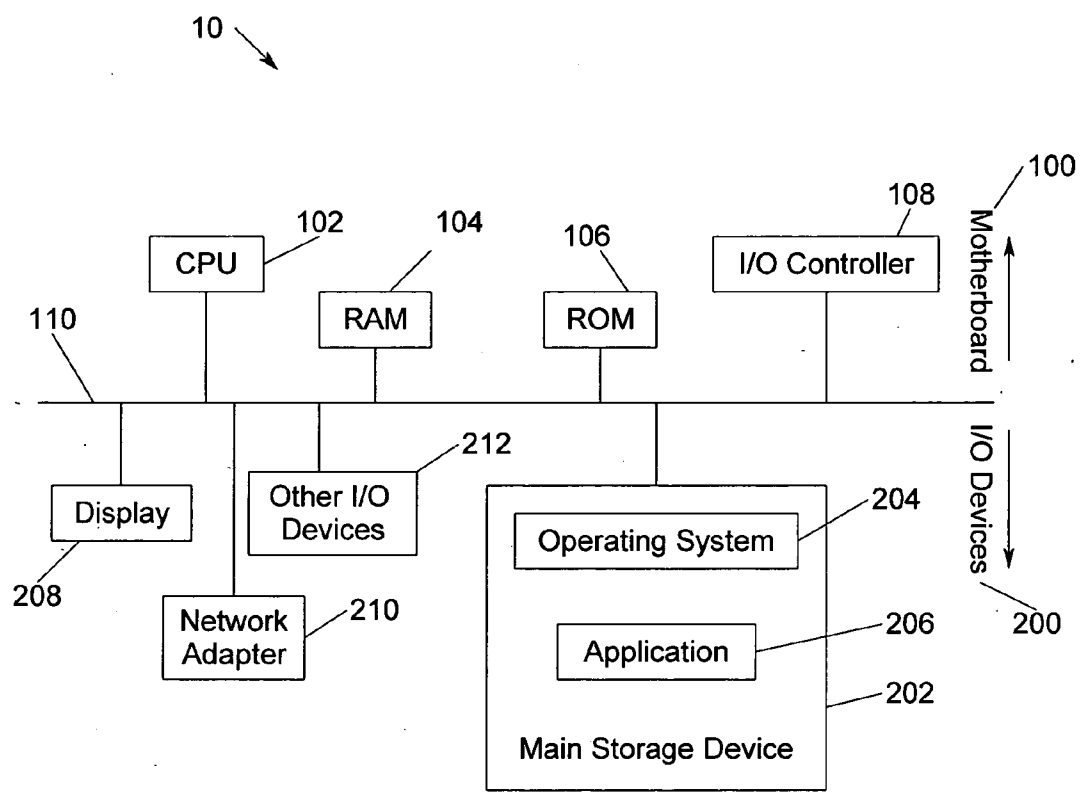 10
100
102
104
106
108
CPU
I/O Controller
RAM
ROM
Motherboard
110
I/O Devices
212
Display
Other I/O
Devices
Operating System
204
208
Network
Adapter
210
200
Application
206
202
Main Storage Device